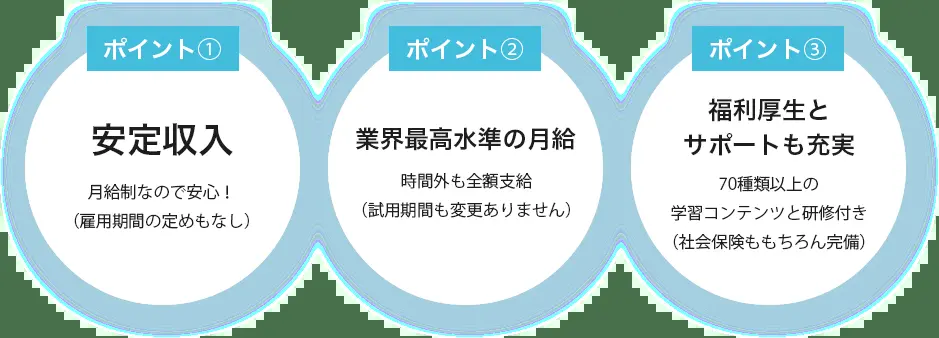 ポイント①
安定収入
月給制なので安心！
（雇用期間の定めもなし）
ポイント②
業界最高水準の月給
時間外も全額支給
（試用期間も変更ありません）
ポイント③
福利厚生と
サポートも充実
70種類以上の
学習コンテンツと研修付き
（社会保険ももちろん完備）